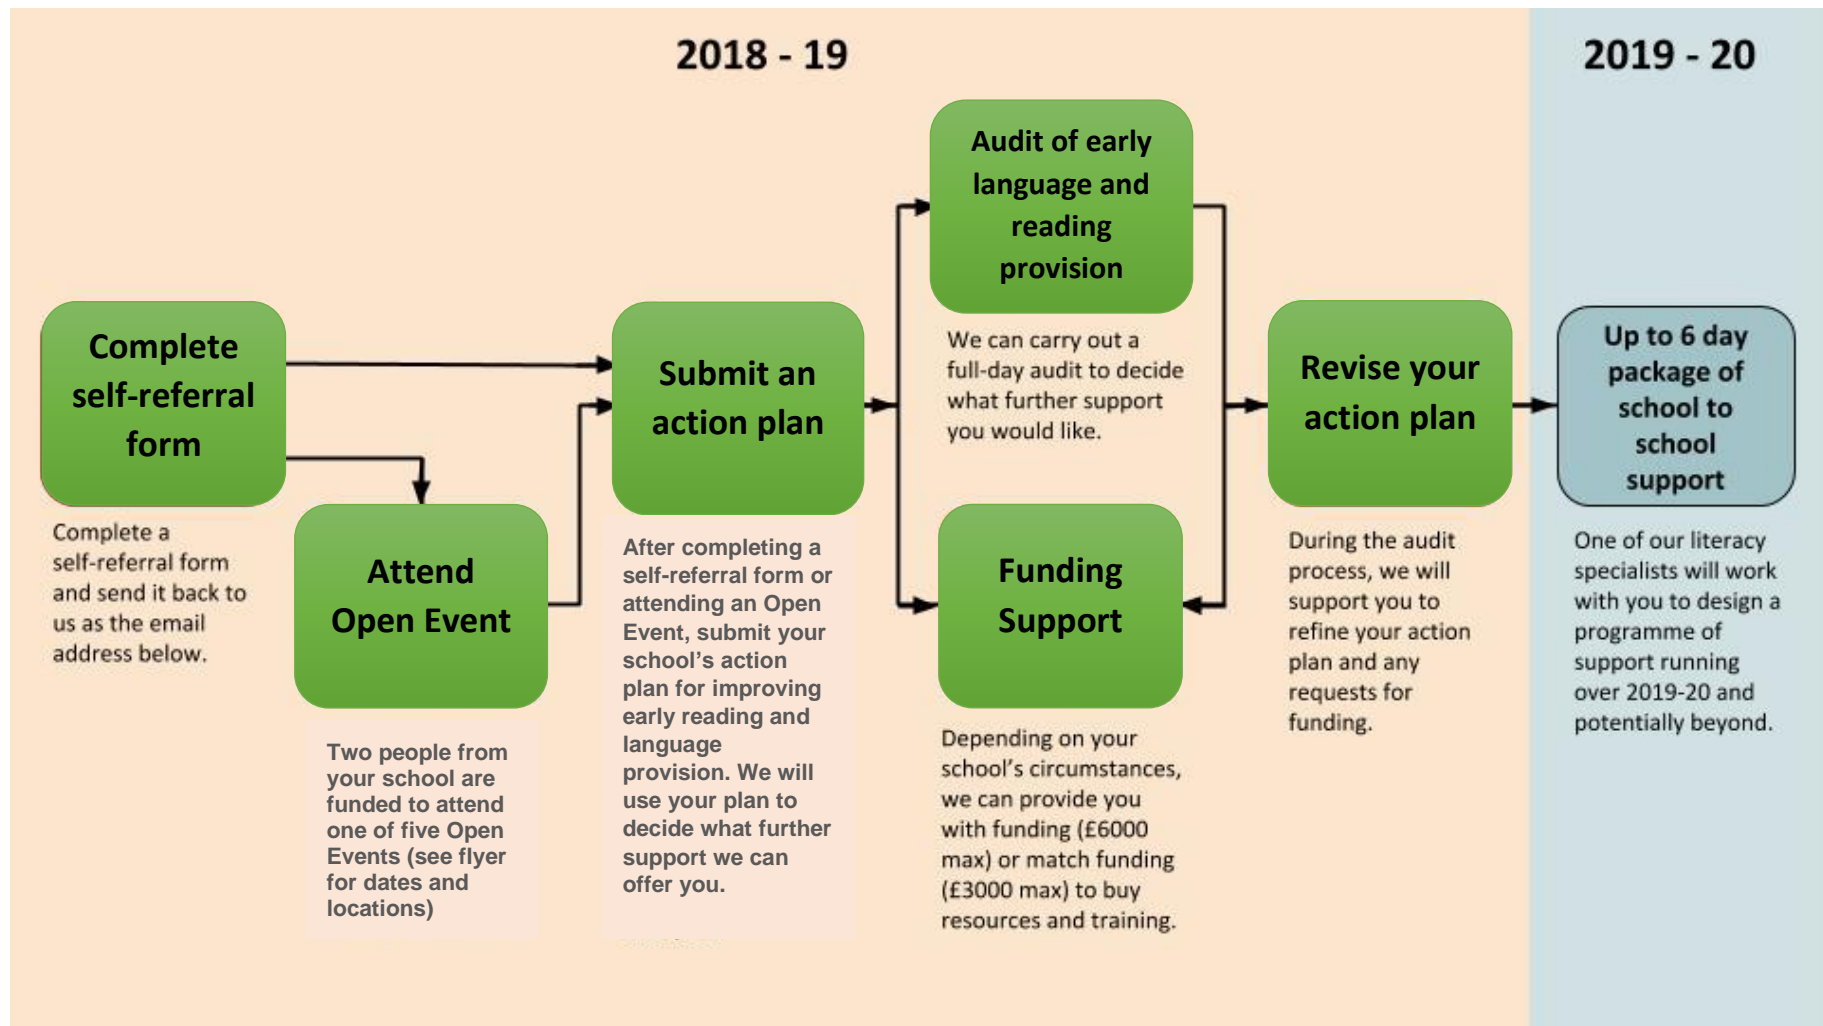 2018 - 19
2019 - 20
Complete
self-referral
form
Complete a
self-referral form
and send it back to
us as the email
address below.
Attend
Open Event
Two people from
your school are
funded to attend
one of five Open
Events (see flyer
for dates and
locations)
Submit an
action plan
After completing a
self-referral form or
attending an Open
Event, submit your
school's action
plan for improving
early reading and
language
provision. We will
use your plan to
decide what further
support we can
offer you.
Audit of early
language and
reading
provision
We can carry out a
full-day audit to decide
what further support
you would like.
Funding
Support
Depending on your
school's circumstances,
we can provide you
with funding (£6000
max) or match funding
(£3000 max) to buy
resources and training.
Revise your
action plan
During the audit
process, we will
support you to
refine your action
plan and any
requests for
funding.
Up to 6 day
package of
school to
school
support
One of our literacy
specialists will work
with you to design a
programme of
support running
over 2019-20 and
potentially beyond.